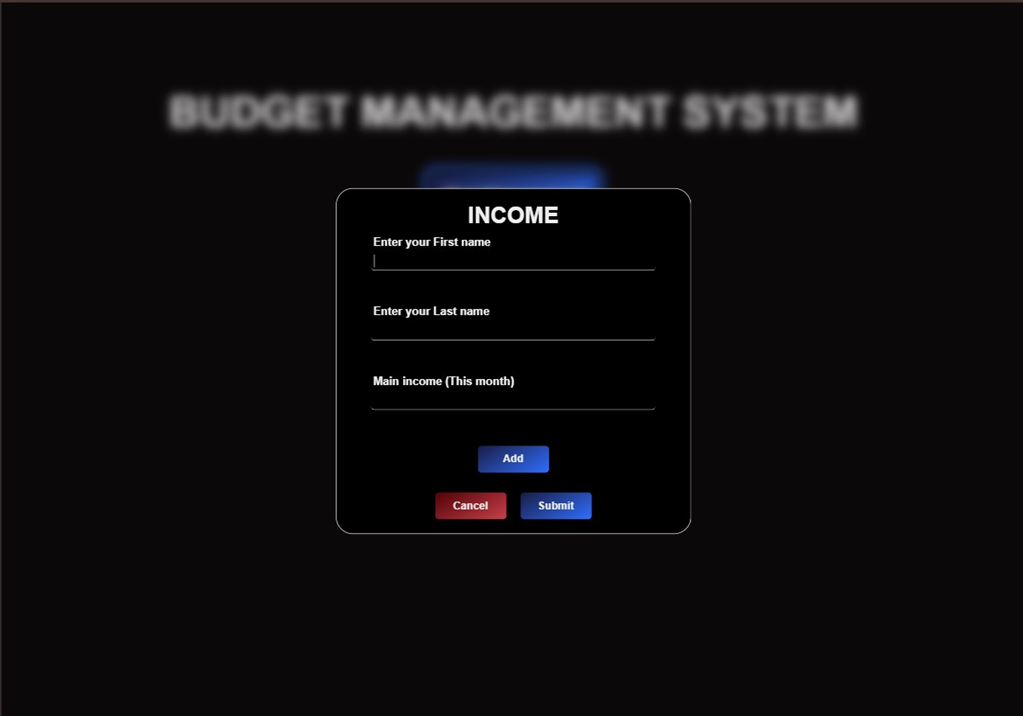 BUDGET MANAGEMENT SYSTEM
INCOME
Enter your First name
Enter your Last name
Main income (This month)
Add
Cancel Submit